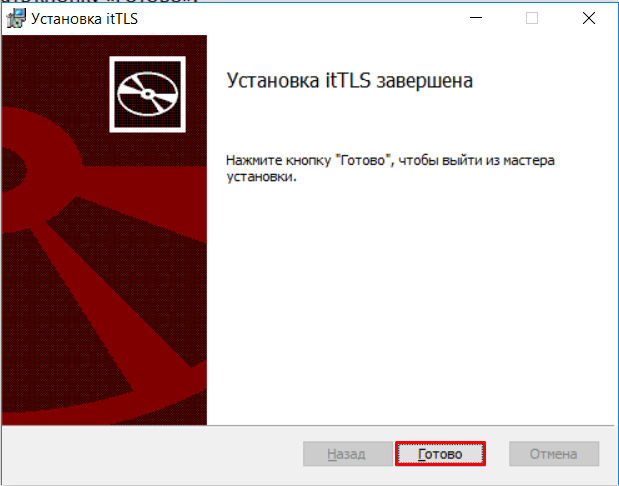 Установка itTLS
Установка itTLS завершена
Нажмите кнопку "Готово", чтобы выйти из мастера
установки.
Назад
Готово
Отмена